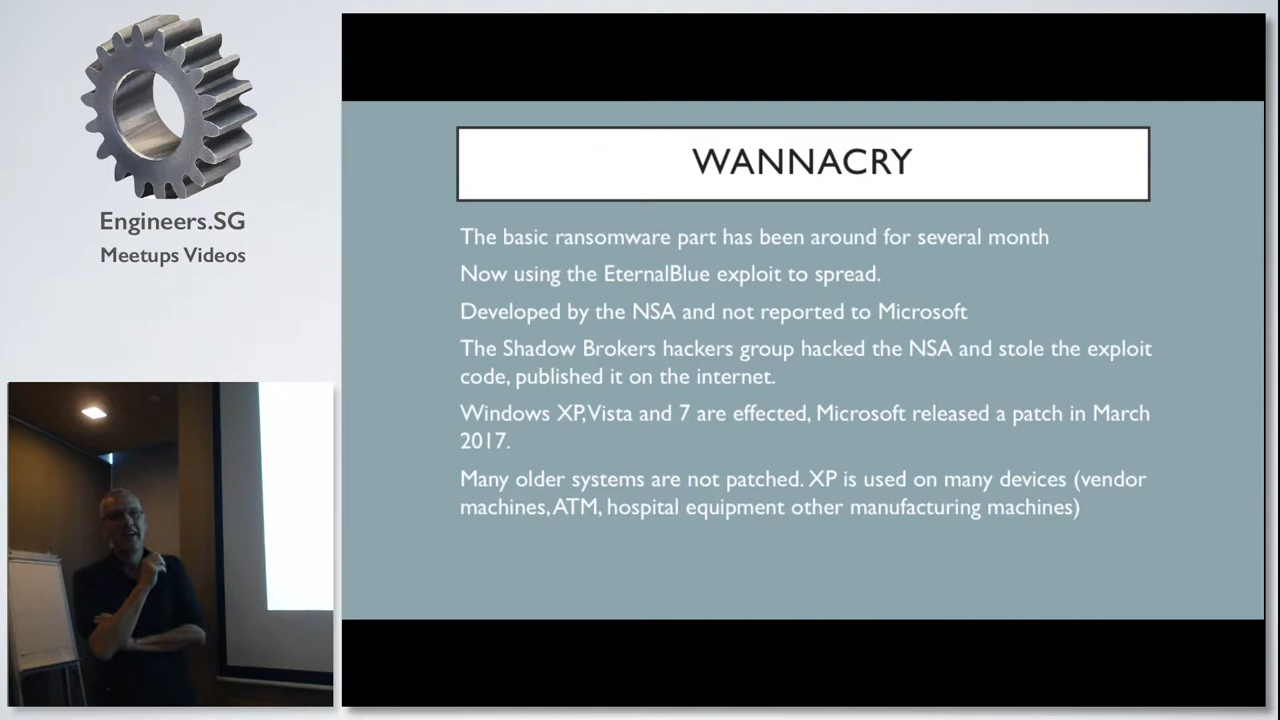 Engineers.SG
Meetups Videos
WANNACRY
The basic ransomware part has been around for several month
Now using the EternalBlue exploit to spread.
Developed by the NSA and not reported to Microsoft
The Shadow Brokers hackers group hacked the NSA and stole the exploit
code, published it on the internet.
Windows XP, Vista and 7 are effected, Microsoft released a patch in March
2017.
Many older systems are not patched. XP is used on many devices (vendor
machines, ATM, hospital equipment other manufacturing machines)